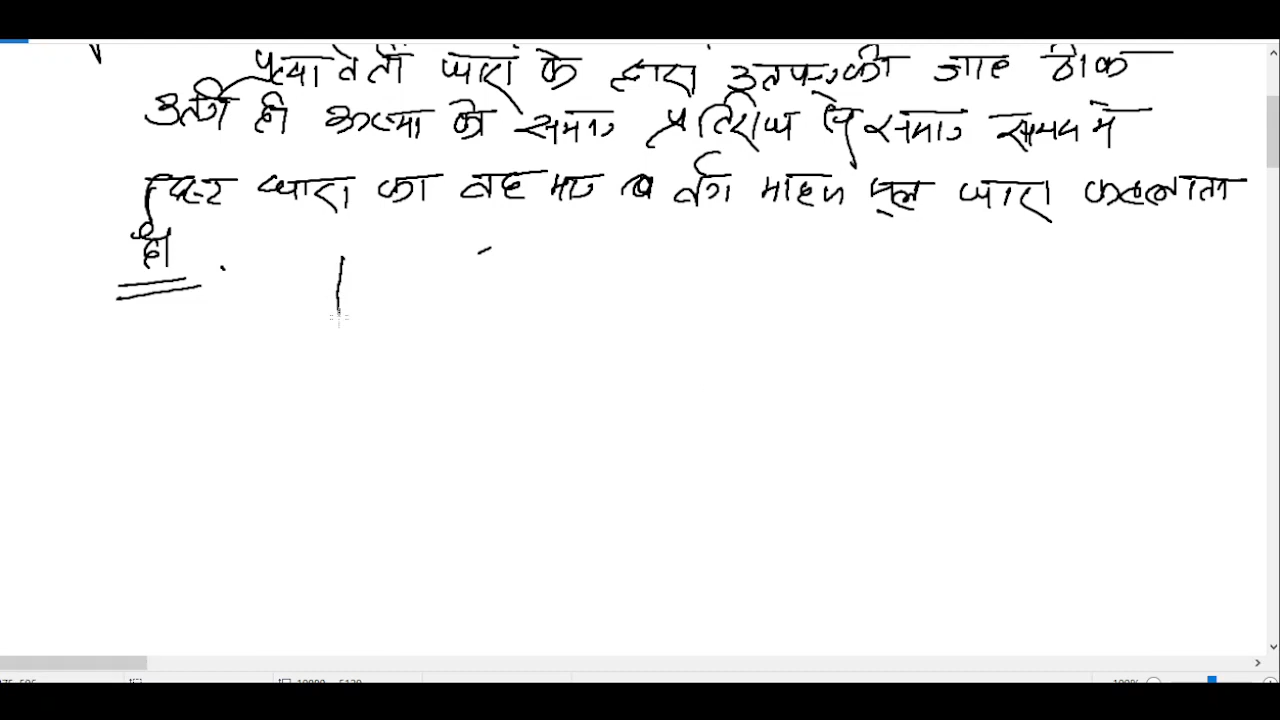 प्रत्यावर्ती धारा के द्वारा उत्पन्न की जाए ठीक
उतनी ही ऊष्मा के समान प्रतिरोध में समान समय में
स्थिर धारा का वह मान वर्ग माध्य मूल धारा कहलाता
है।